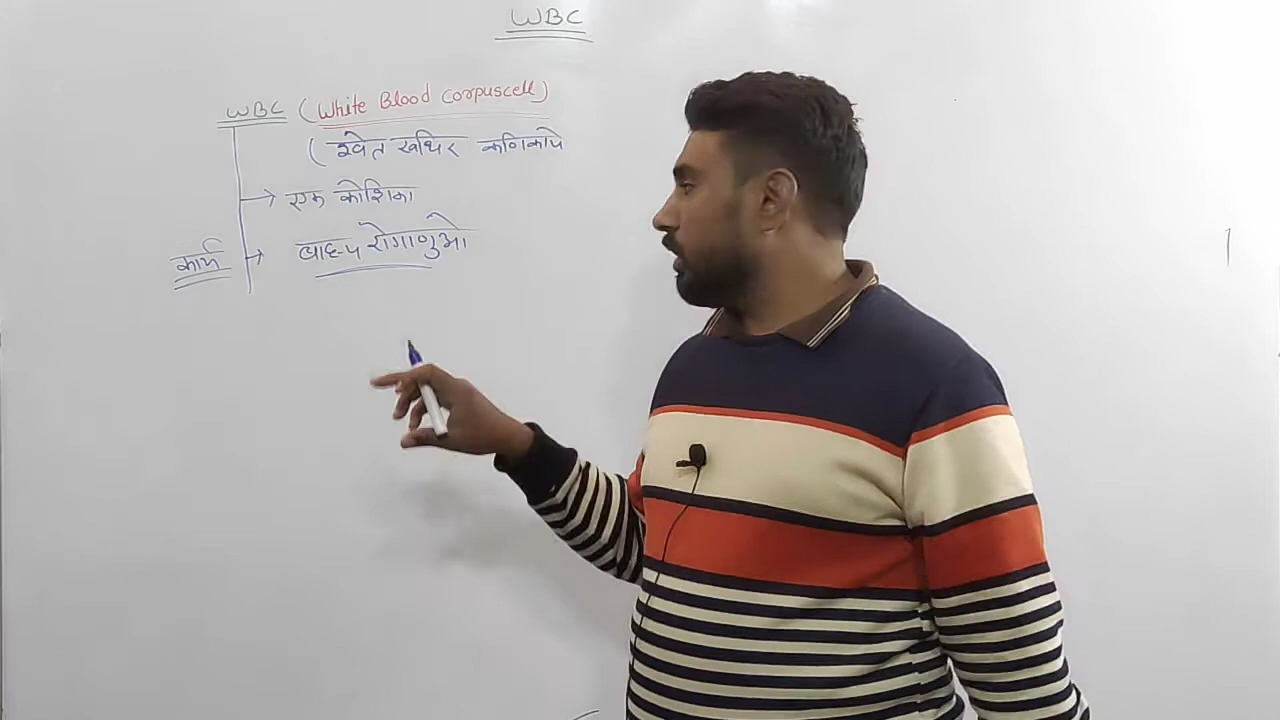 WBC
WBC (White Blood Corpuscell)
(श्वेत रूधिर कणिकाये
→ एक कोशिका
कार्य → बाह्य रोगाणुओ